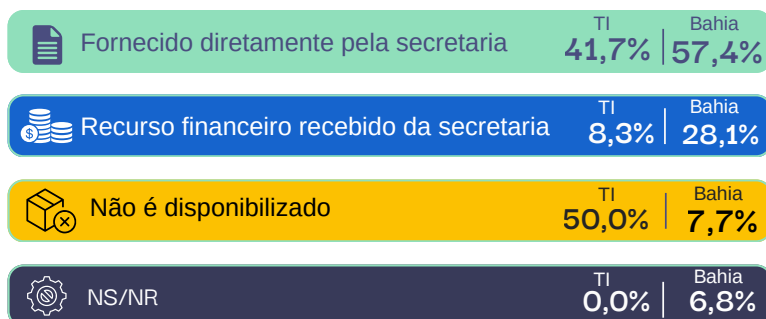 TI Bahia
Fornecido diretamente pela secretaria 41,7% 57,4%
TI Bahia
$ Recurso financeiro recebido da secretaria 8,3% 28,1%
TI Bahia
Não é disponibilizado 50,0% 7,7%
TI Bahia
NS/NR 0,0% 6,8%